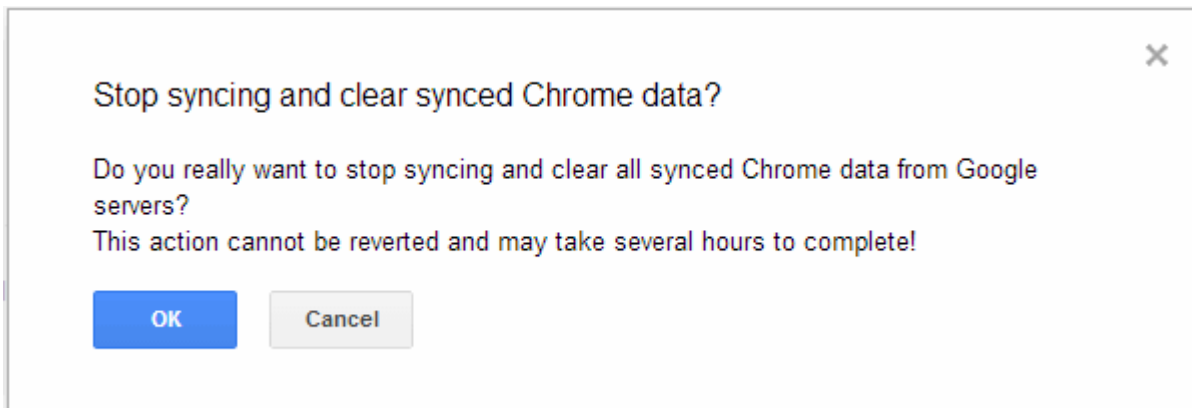 Stop syncing and clear synced Chrome data?
Do you really want to stop syncing and clear all synced Chrome data from Google
servers?
This action cannot be reverted and may take several hours to complete!
OK
Cancel